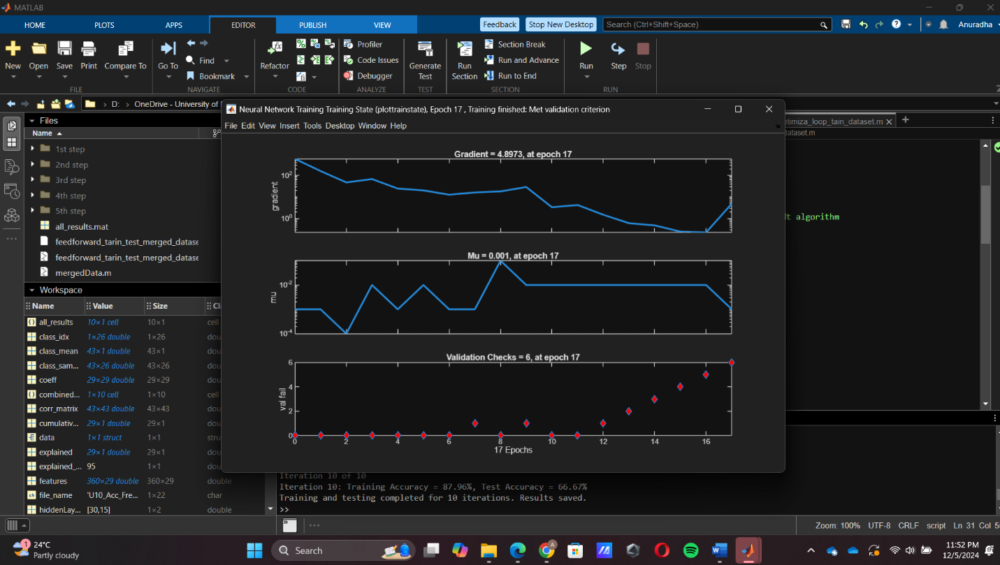 MATLAB
HOME PLOTS APPS EDITOR PUBLISH VIEW Feedback Stop New Desktop Search (Ctrl+Shift+Space) Anuradha
New Open Save Print Compare To Go To Find Bookmark Refactor Profiler Code Issues Debugger Generate Test Run Section Section Break Run and Advance Run to End Run Step Stop
FILE NAVIGATE CODE ANALYZE TEST SECTION RUN
D: OneDrive - University of
Neural Network Training Training State (plottrainstate), Epoch 17 , Training finished: Met validation criterion
File Edit View Insert Tools Desktop Window Help
Files
Name
1st step
2nd step
3rd step
4th step
5th step
all_results.mat
feedforward_tarin_test_merged_datase
feedforward_tarin_test_merged_datase
mergedData.m
Workspace
Name Value Size Cl
all_results 10×1 cell 10×1 cell
class_idx 1×26 double 1×26 dou
class_mean 43×1 double 43×1 dou
class_sam... 43×26 double 43×26 dou
coeff 29×29 double 29×29 dou
combined... 1×10 cell 1×10 cell
corr_matrix 43×43 double 43×43 dou
cumulativ... 29×1 double 29×1 dou
data 1×1 struct 1×1 stru
explained 29×1 double 29×1 dou
explained_... 95 1×1 dou
features 360×29 double 360×29 double
file_name 'U10_Acc_Fre... 1×22 char
hiddenLay... [30,15] 1×2 double
Gradient = 4.8973, at epoch 17
gradient
10²
10⁰
Mu = 0.001, at epoch 17
mu
10⁻²
10⁻⁴
Validation Checks = 6, at epoch 17
val fail
6
4
2
0
0 2 4 6 8 10 12 14 16
17 Epochs
ptimiza_loop_tain_dataset.m
dataset.m
lt algorithm
Iteration 10 of 10
Iteration 10: Training Accuracy = 87.96%, Test Accuracy = 66.67%
Training and testing completed for 10 iterations. Results saved.
>>
Zoom: 100% UTF-8 CRLF script Ln 31 Col 5
1
24°C
Partly cloudy
Search
11:52 PM
12/5/2024